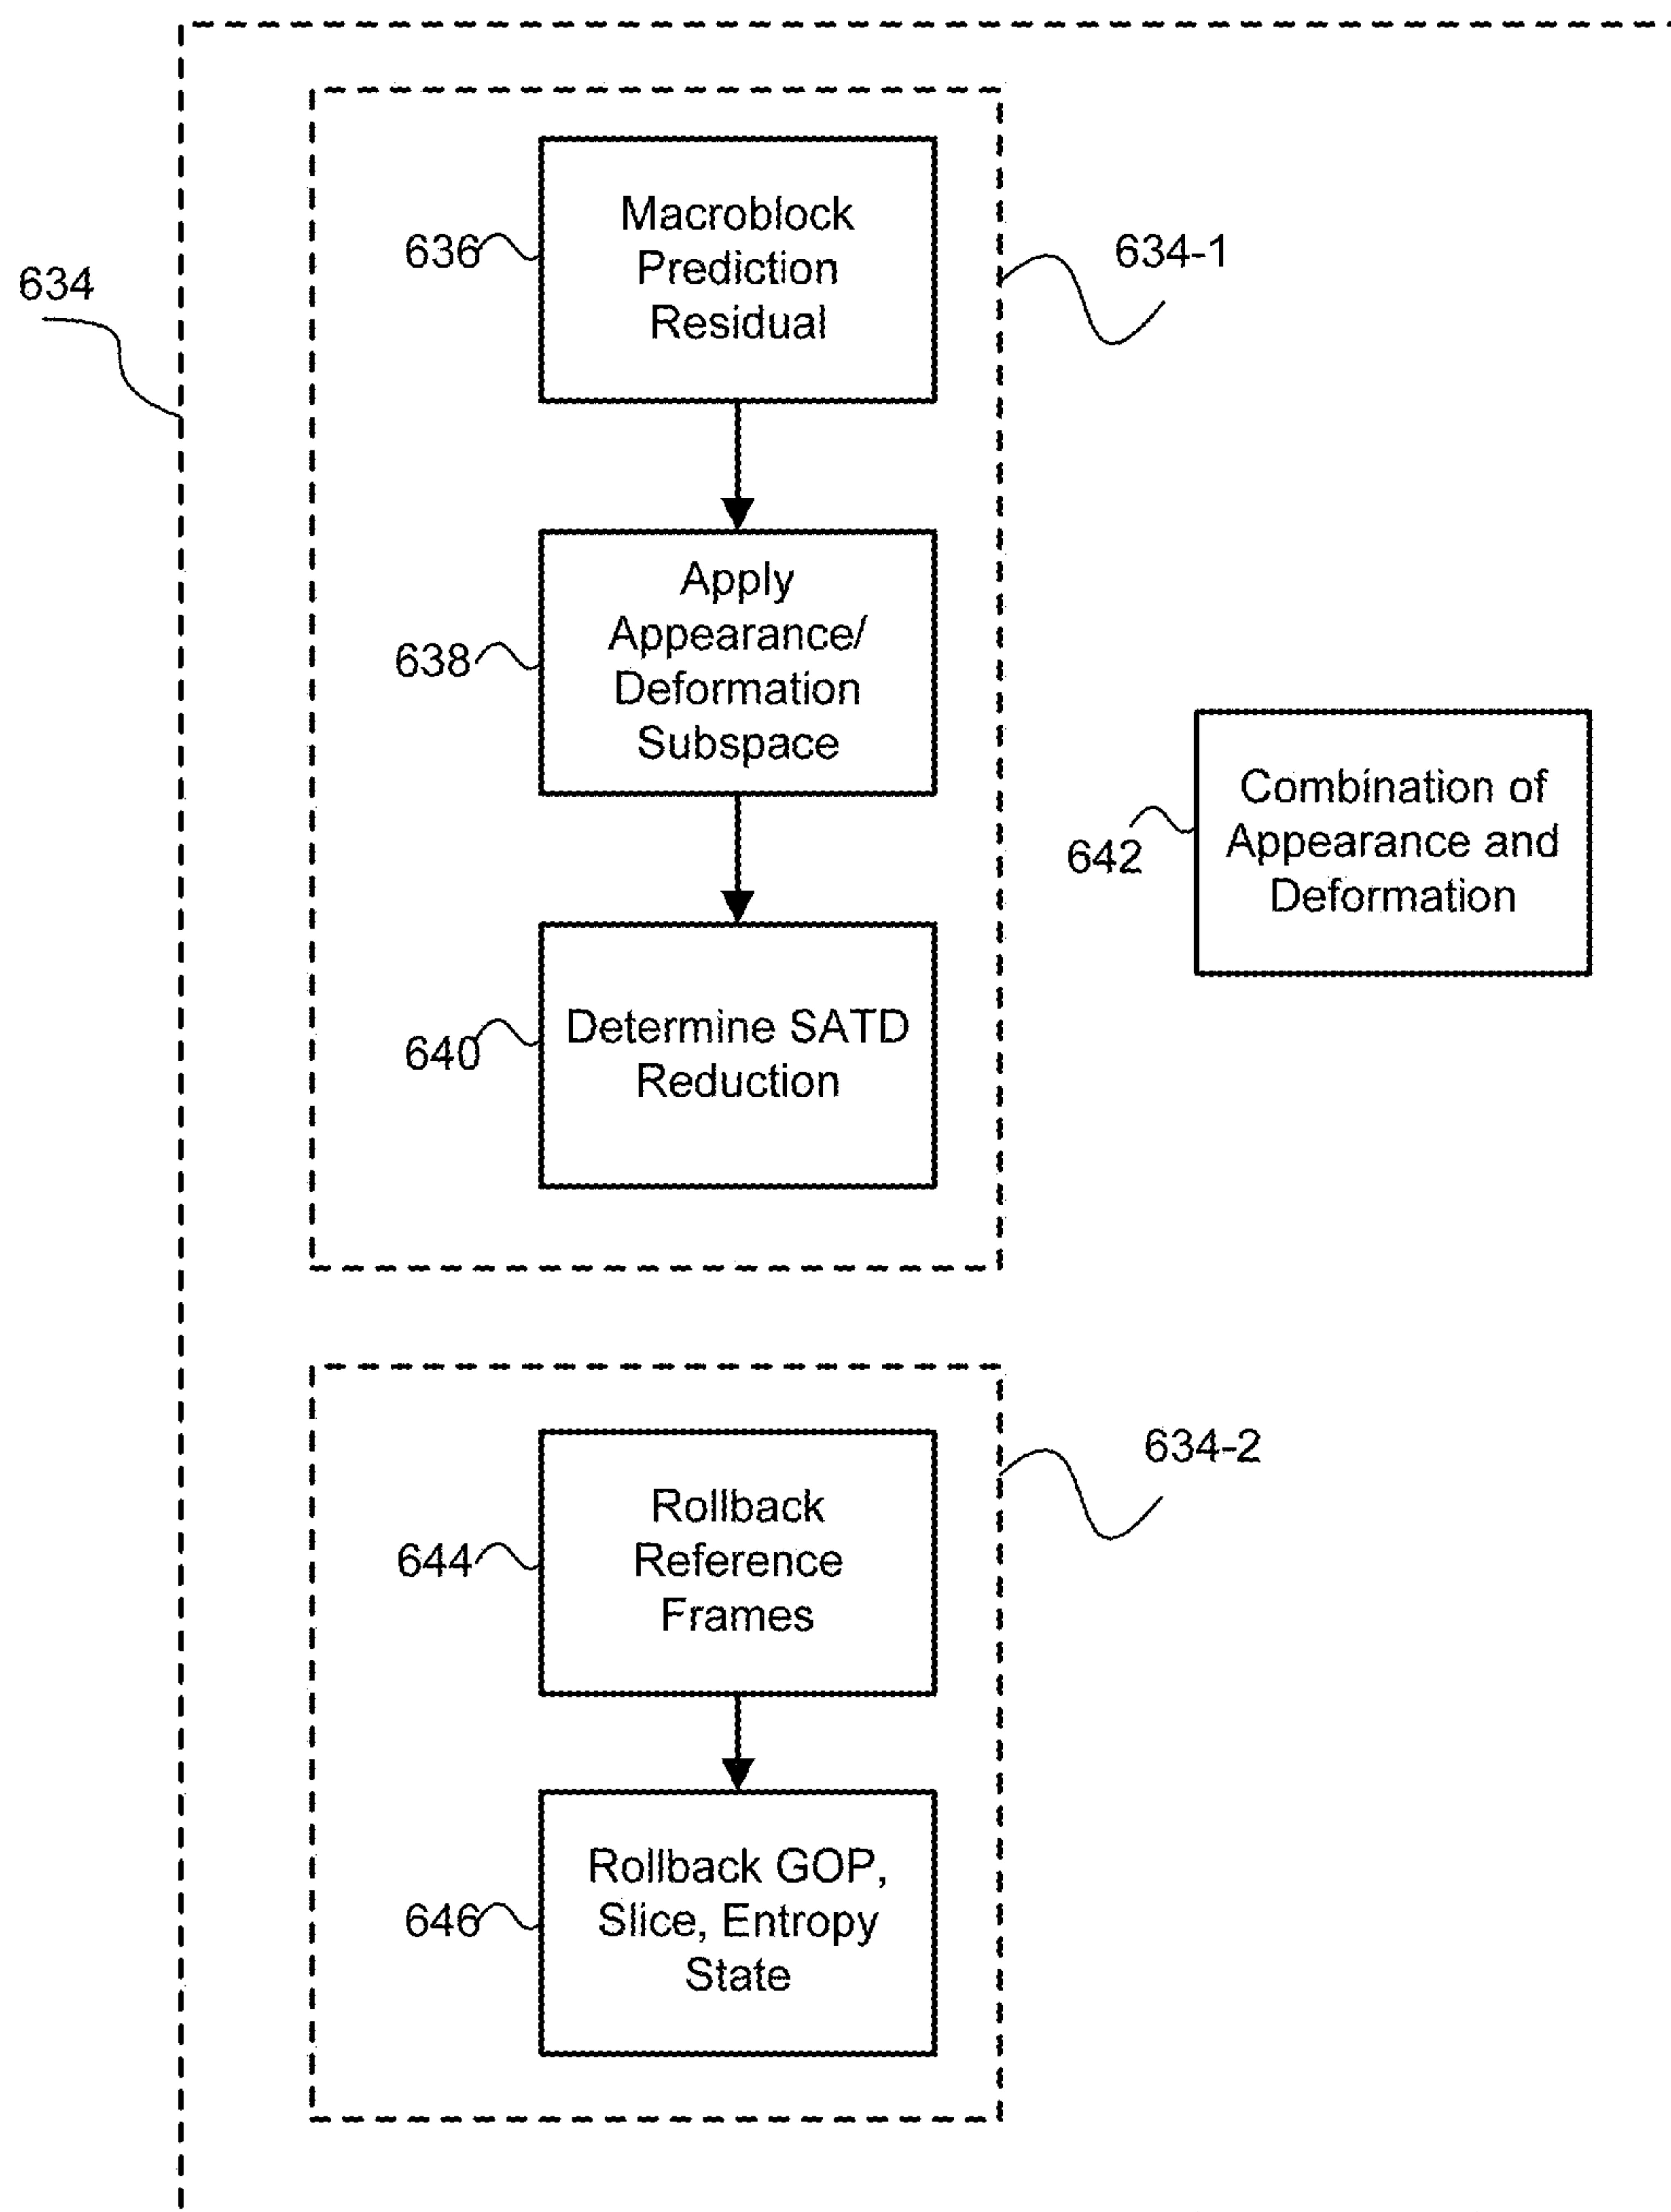 634
636
Macroblock
Prediction
Residual
634-1
638
Apply
Appearance/
Deformation
Subspace
642
Combination of
Appearance and
Deformation
640
Determine SATD
Reduction
634-2
644
Rollback
Reference
Frames
646
Rollback GOP,
Slice, Entropy
State